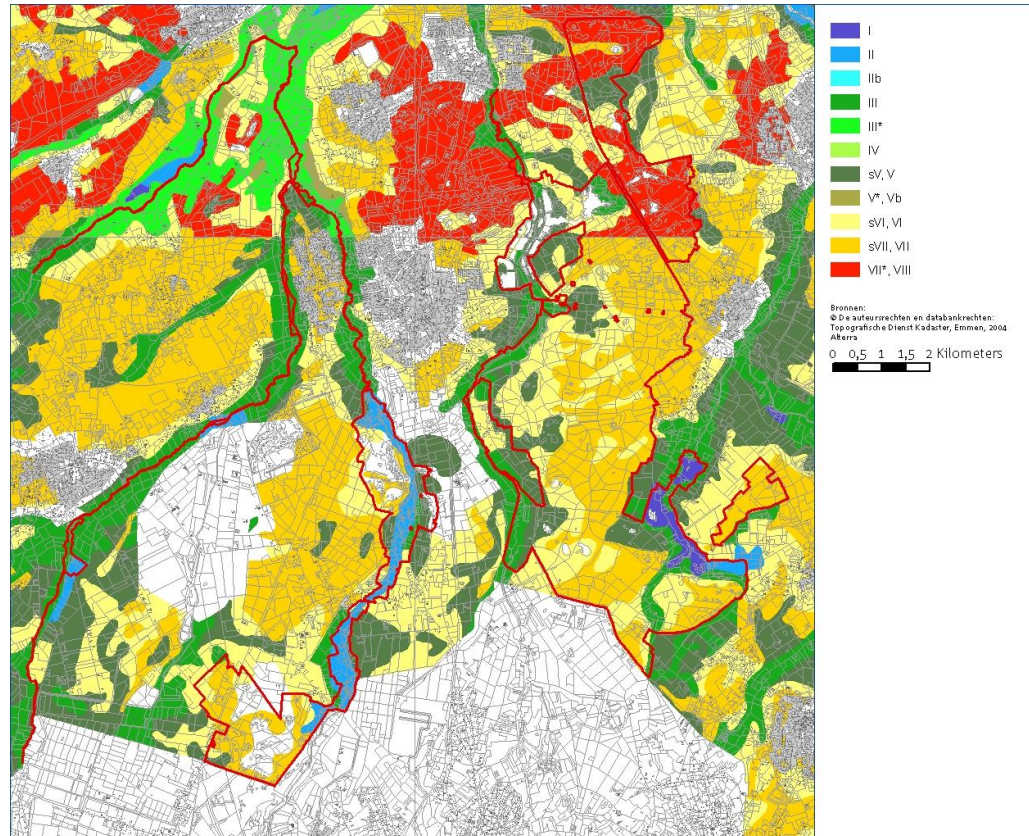 I
II
IIb
III
III*
IV
sV, V
V*, Vb
sVI, VI
sVII, VII
VII*, VIII
Bronnen:
© De auteursrechten en databankrechten:
Topografische Dienst Kadaster, Emmen, 2004
Alterra
0 0,5 1 1,5 2 Kilometers